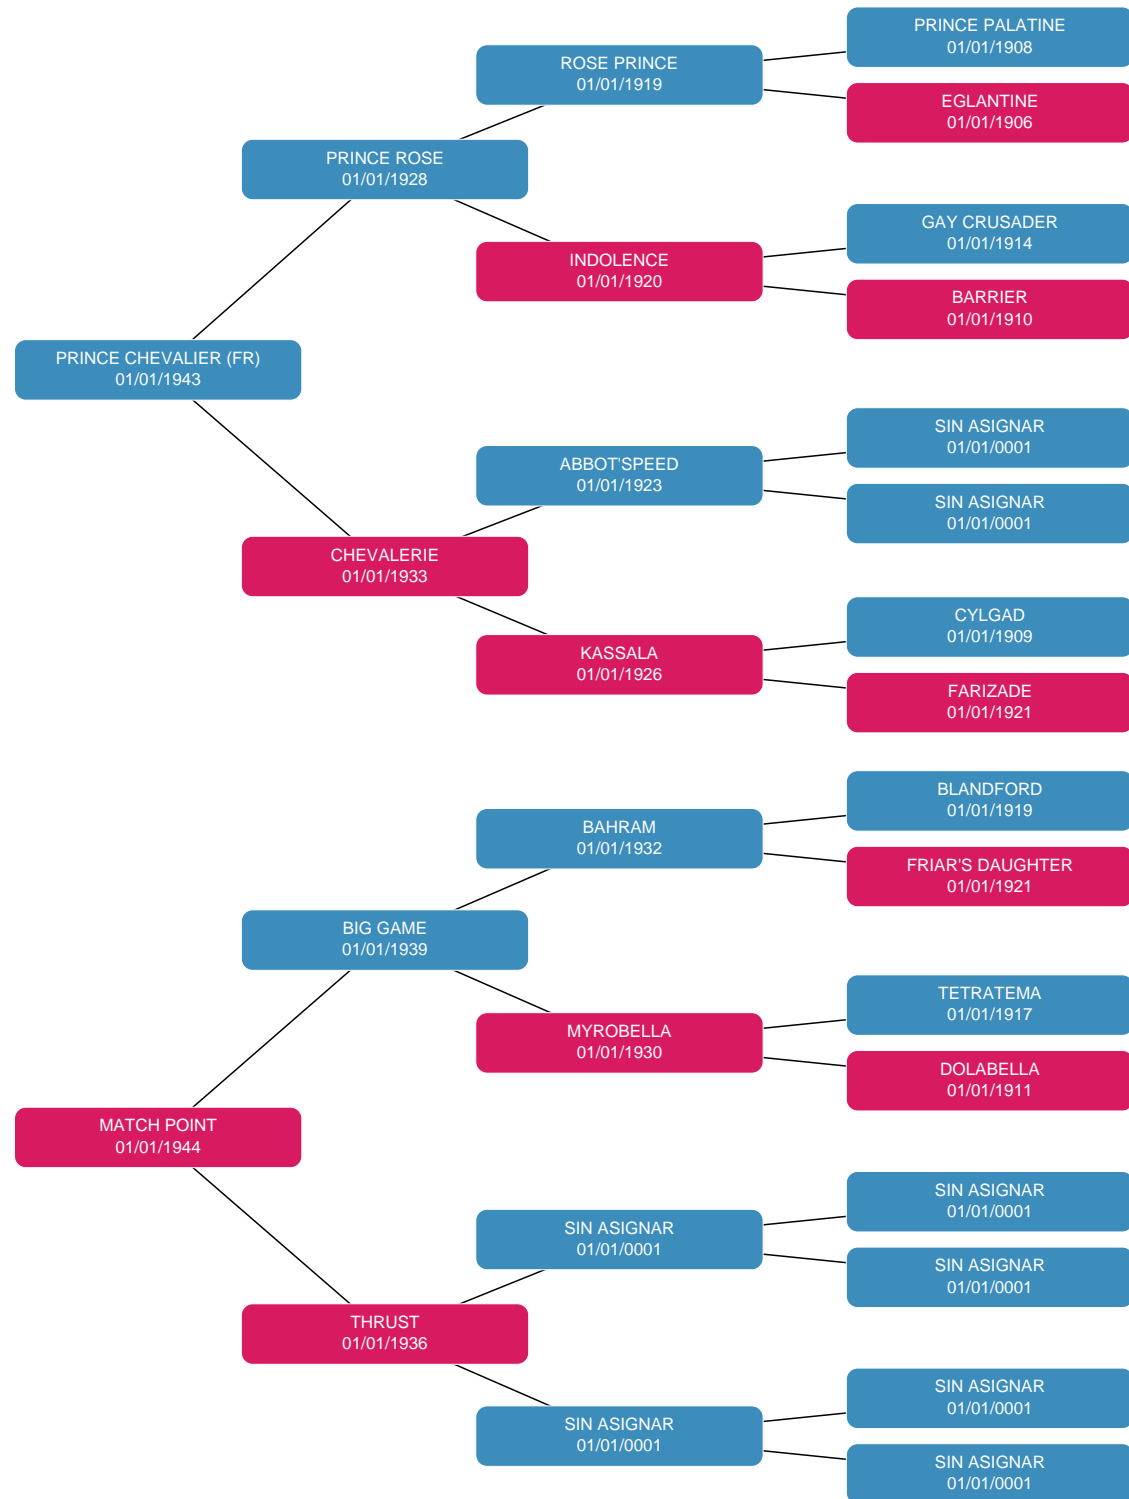 PRINCE PALATINE
01/01/1908
ROSE PRINCE
01/01/1919
EGLANTINE
01/01/1906
PRINCE ROSE
01/01/1928
GAY CRUSADER
01/01/1914
INDOLENCE
01/01/1920
BARRIER
01/01/1910
PRINCE CHEVALIER (FR)
01/01/1943
SIN ASIGNAR
01/01/0001
ABBOT'SPEED
01/01/1923
SIN ASIGNAR
01/01/0001
CHEVALERIE
01/01/1933
CYLGAD
01/01/1909
KASSALA
01/01/1926
FARIZADE
01/01/1921
BLANDFORD
01/01/1919
BAHRAM
01/01/1932
FRIAR'S DAUGHTER
01/01/1921
BIG GAME
01/01/1939
TETRATEMA
01/01/1917
MYROBELLA
01/01/1930
DOLABELLA
01/01/1911
MATCH POINT
01/01/1944
SIN ASIGNAR
01/01/0001
SIN ASIGNAR
01/01/0001
SIN ASIGNAR
01/01/0001
THRUST
01/01/1936
SIN ASIGNAR
01/01/0001
SIN ASIGNAR
01/01/0001
SIN ASIGNAR
01/01/0001